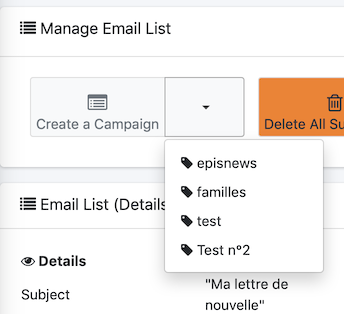 Manage Email List
Create a Campaign
Delete All Su
episnews
familles
test
Test n°2
Email List (Details
Details
Subject
"Ma lettre de
nouvelle"